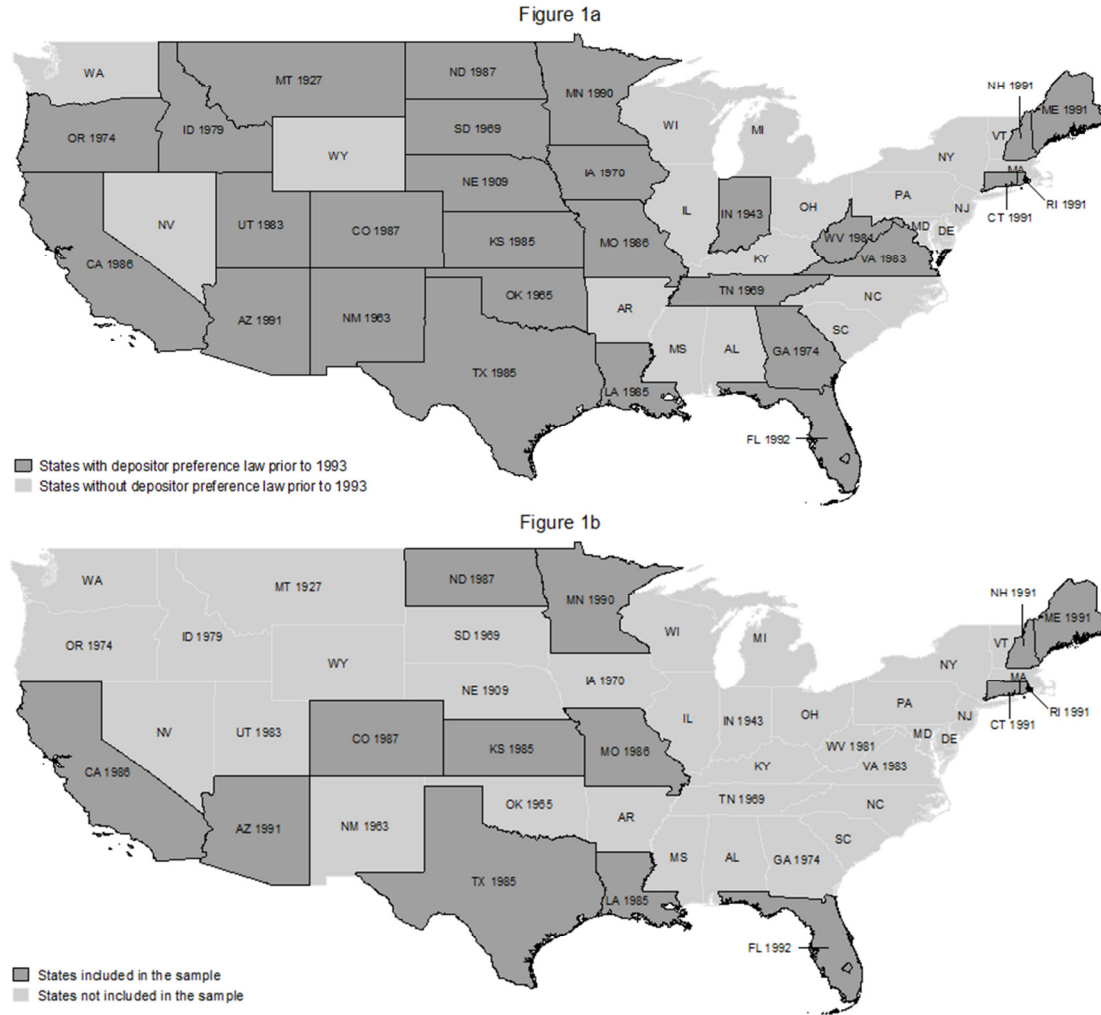 Figure 1a
WA
MT 1927
ND 1987
MN 1990
NH 1991
ME 1991
OR 1974
ID 1979
SD 1969
WI
MI
VT
NY
WY
MA
NE 1909
IA 1970
PA
RI 1991
NV
UT 1983
CO 1987
KS 1985
MO 1986
IL
IN 1943
OH
NJ
CT 1991
MD
DE
WV 1981
VA 1983
CA 1986
KY
AZ 1991
NM 1963
OK 1965
AR
TN 1969
NC
SC
TX 1985
LA 1985
MS
AL
GA 1974
FL 1992
States with depositor preference law prior to 1993
States without depositor preference law prior to 1993
Figure 1b
WA
MT 1927
ND 1987
MN 1990
NH 1991
ME 1991
OR 1974
ID 1979
SD 1969
WI
MI
VT
NY
WY
MA
NE 1909
IA 1970
PA
RI 1991
NV
UT 1983
CO 1987
KS 1985
MO 1986
IL
IN 1943
OH
NJ
CT 1991
MD
DE
WV 1981
VA 1983
CA 1986
KY
AZ 1991
NM 1963
OK 1965
AR
TN 1969
NC
SC
TX 1985
LA 1985
MS
AL
GA 1974
FL 1992
States included in the sample
States not included in the sample